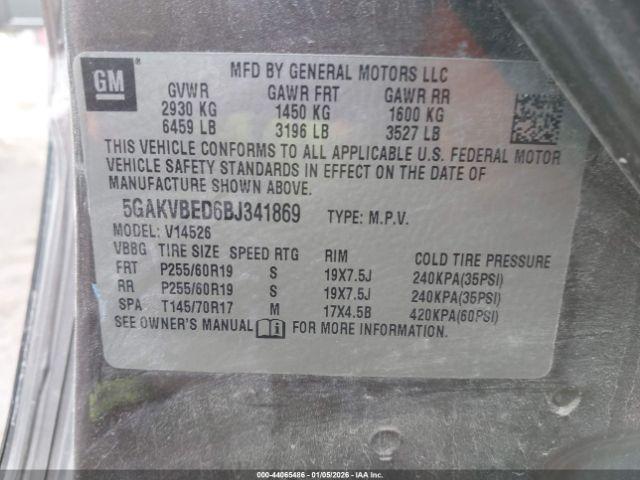 GM
MFD BY GENERAL MOTORS LLC
GVWR GAWR FRT GAWR RR
2930 KG 1450 KG 1600 KG
6459 LB 3196 LB 3527 LB
THIS VEHICLE CONFORMS TO ALL APPLICABLE U.S. FEDERAL MOTOR
VEHICLE SAFETY STANDARDS IN EFFECT ON THE DATE OF
MANUFACTURE SHOWN ABOVE.
5GAKVBED6BJ341869 TYPE: M.P.V.
MODEL: V14526
VBBG TIRE SIZE SPEED RTG RIM COLD TIRE PRESSURE
FRT P255/60R19 S 19X7.5J 240KPA(35PSI)
RR P255/60R19 S 19X7.5J 240KPA(35PSI)
SPA T145/70R17 M 17X4.5B 420KPA(60PSI)
SEE OWNER'S MANUAL FOR MORE INFORMATION.
000-44065486 | 01/05/2026 - Copyright IAA, LLC.